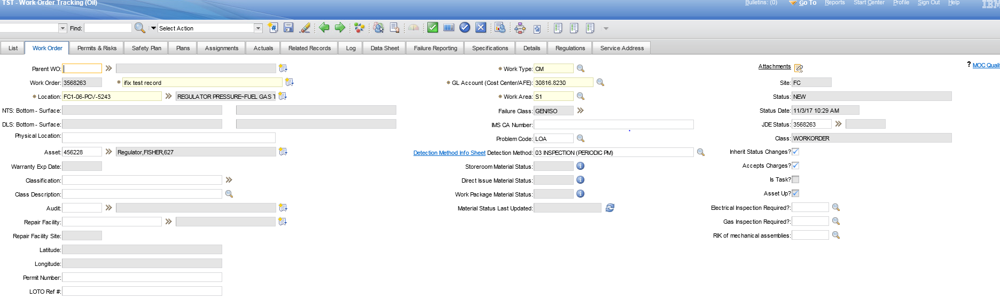 TST - Work Order Tracking (Oil)
Bulletins: (0) Go To Reports Start Center Profile Sign Out Help IBM
Find: Select Action
List Work Order Permits & Risks Safety Plan Plans Assignments Actuals Related Records Log Data Sheet Failure Reporting Specifications Details Regulations Service Address
Parent WO:
Work Order: 3568263 * ifix test record
* Location: FC1-06-PCV-5243 REGULATOR PRESSURE~FUEL GAS T
NTS: Bottom - Surface:
DLS: Bottom - Surface:
Physical Location:
Asset: 456228 Regulator,FISHER,627
Warranty Exp Date:
Classification:
Class Description:
Audit:
Repair Facility:
Repair Facility Site:
Latitude:
Longitude:
Permit Number:
LOTO Ref #:
* Work Type: CM
* GL Account (Cost Center/AFE): 30816.8230
* Work Area: S1
Failure Class: GEN/ISO
IMS CA Number:
Problem Code: LOA
Detection Method Info Sheet Detection Method: 03 INSPECTION (PERIODIC PM)
Storeroom Material Status:
Direct Issue Material Status:
Work Package Material Status:
Material Status Last Updated:
Attachments
Site: FC
Status: NEW
Status Date: 11/3/17 10:29 AM
JDE Status: 3568263
Class: WORKORDER
Inherit Status Changes?
Accepts Charges?
Is Task?
Asset Up?
Electrical Inspection Required?:
Gas Inspection Required?:
RIK of mechanical assemblies:
? MOC Quali